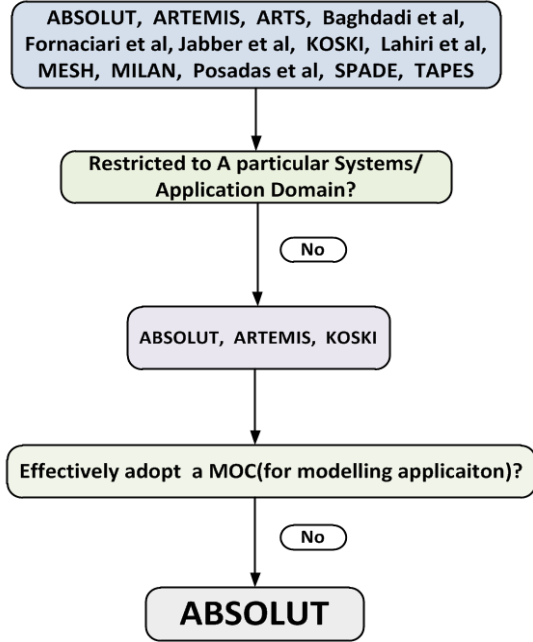 ABSOLUT, ARTEMIS, ARTS, Baghdadi et al,
Fornaciari et al, Jabber et al, KOSKI, Lahiri et al,
MESH, MILAN, Posadas et al, SPADE, TAPES
Restricted to A particular Systems/
Application Domain?
No
ABSOLUT, ARTEMIS, KOSKI
Effectively adopt a MOC(for modelling applicaiton)?
No
ABSOLUT